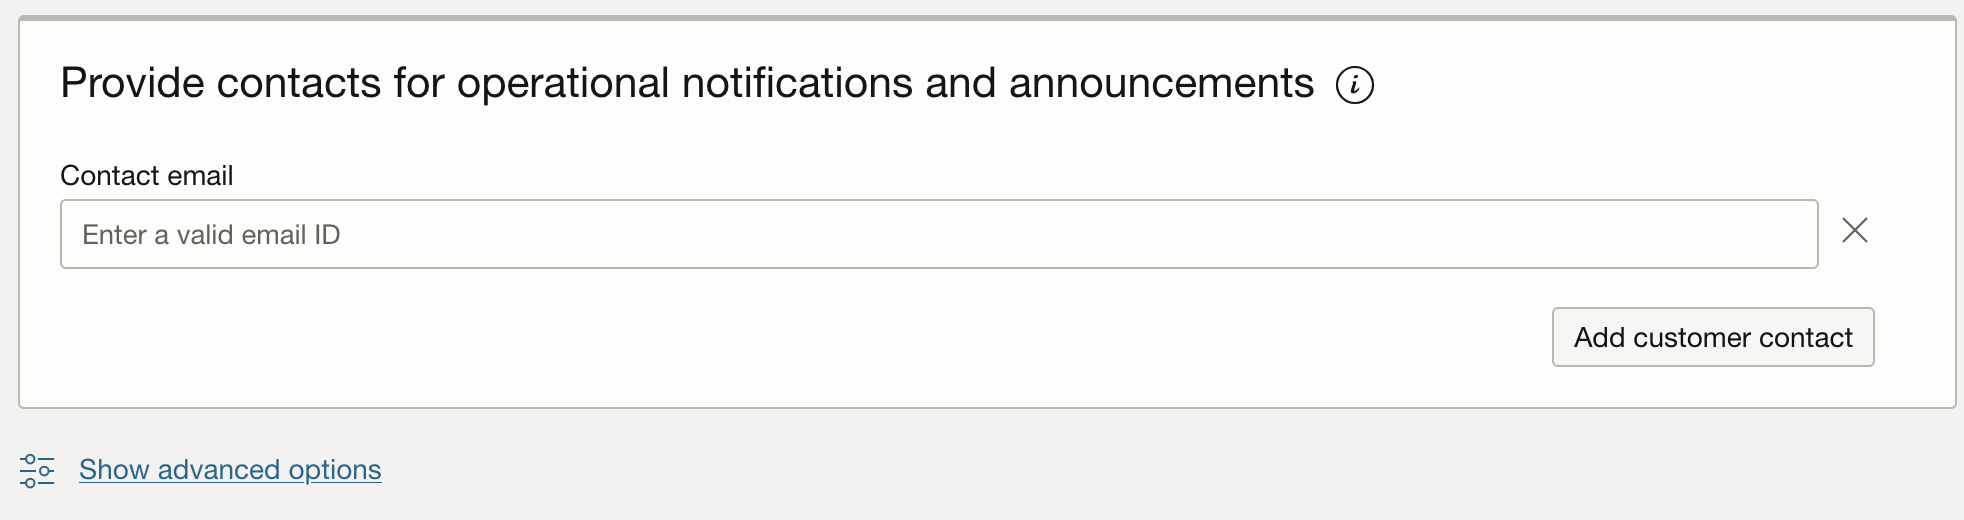 Provide contacts for operational notifications and announcements i
Contact email
Enter a valid email ID
Add customer contact
Show advanced options